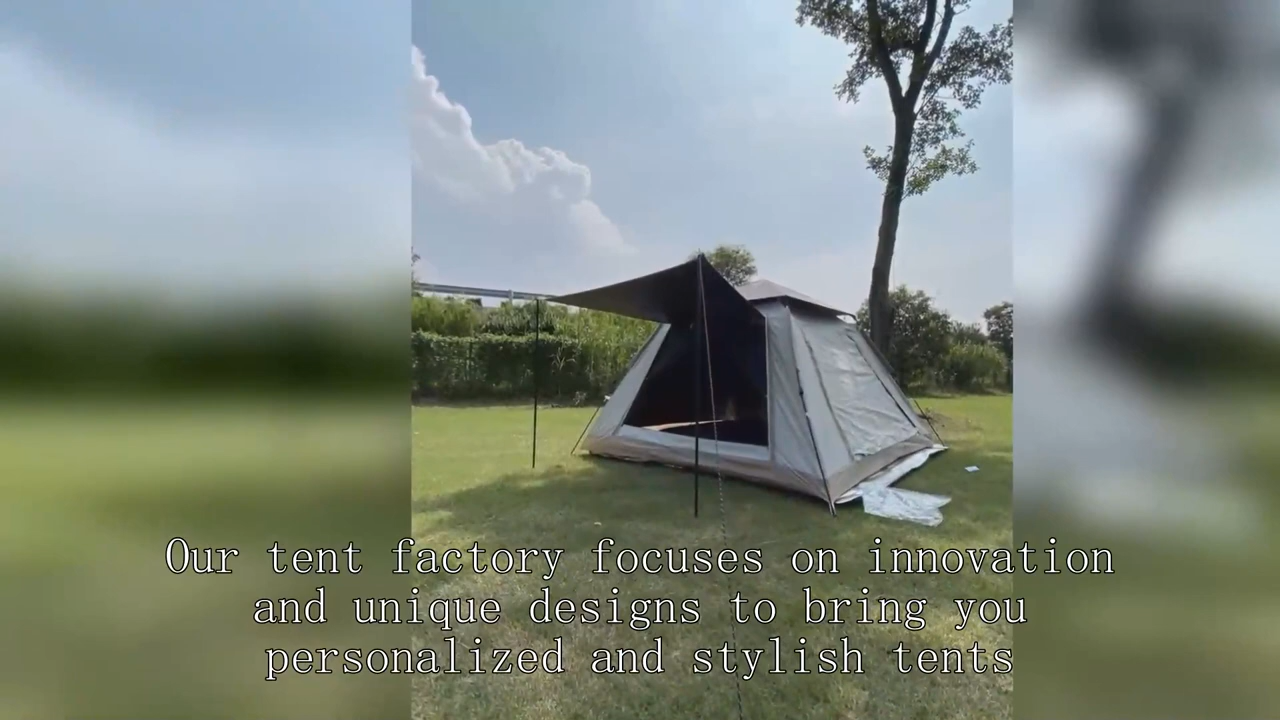 Our tent factory focuses on innovation
and unique designs to bring you
personalized and stylish tents